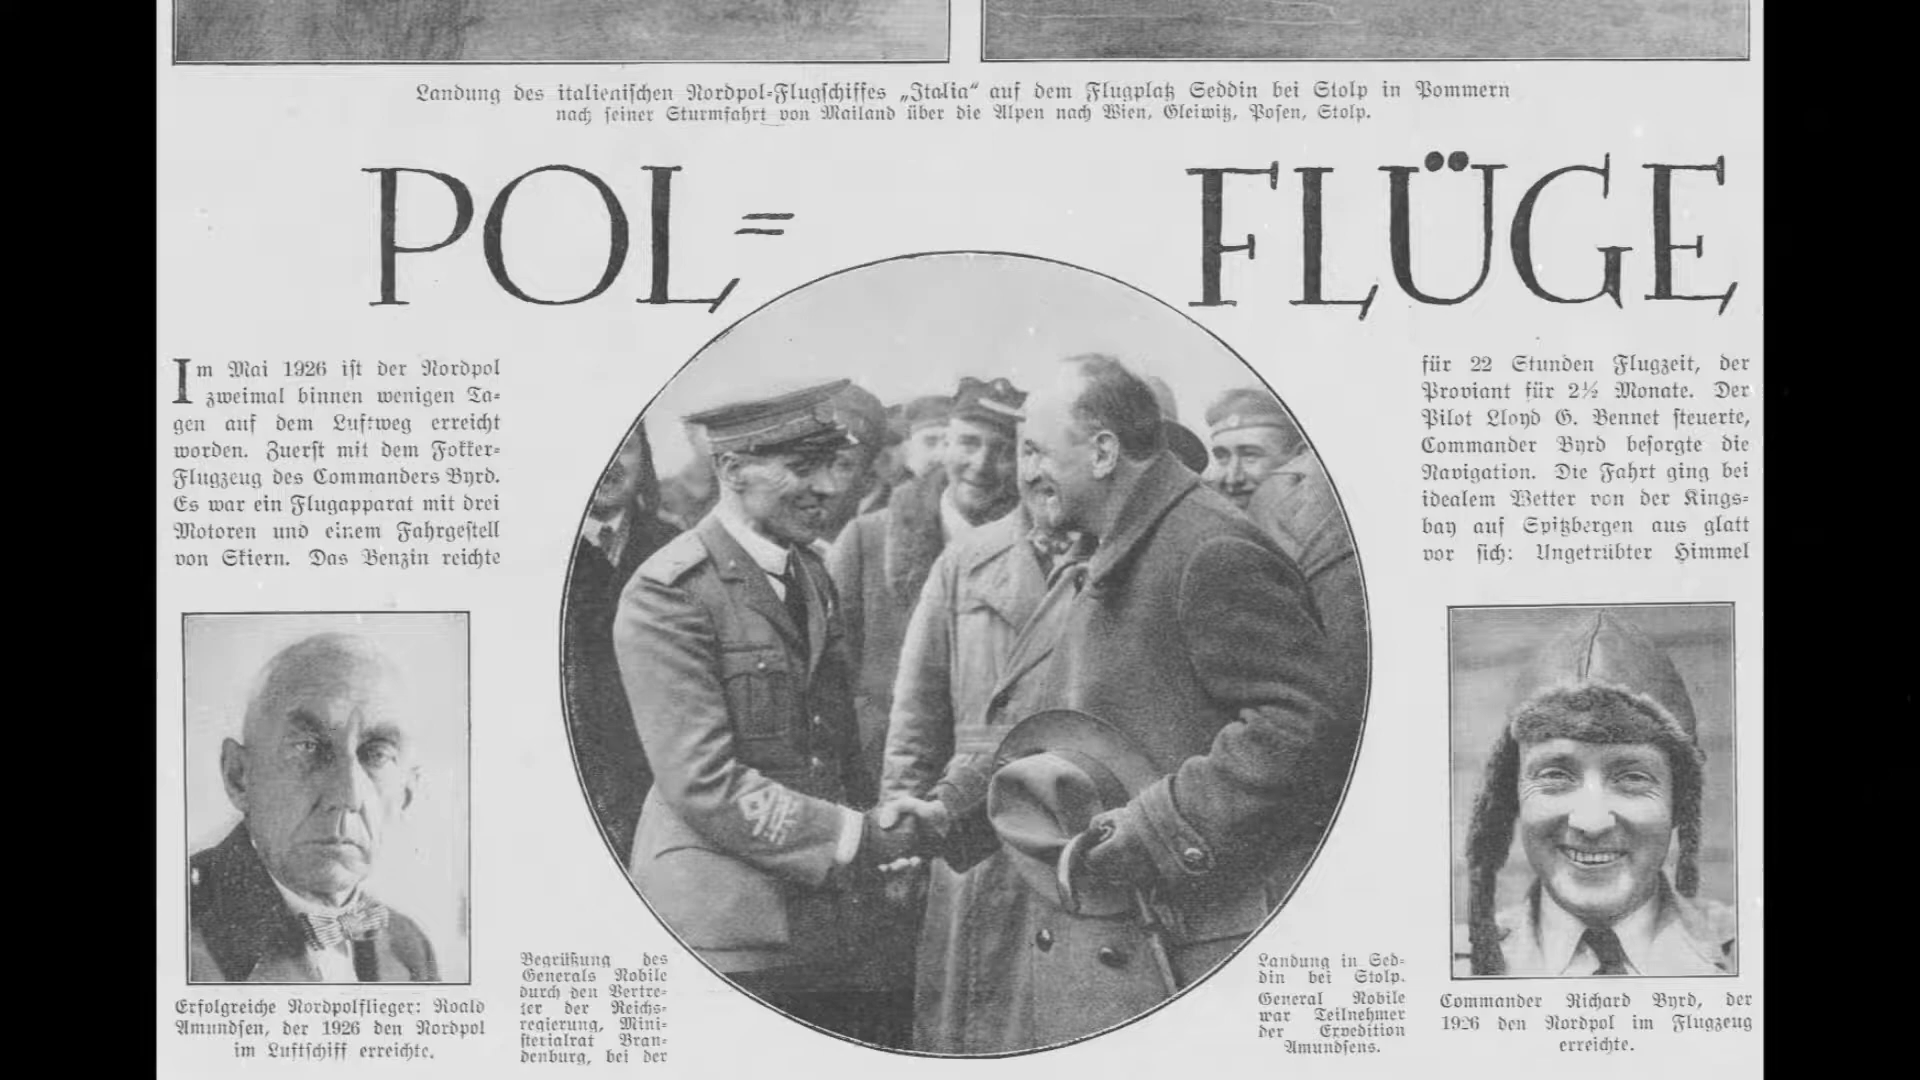 Landung des italienischen Nordpol-Flugschiffes „Italia“ auf dem Flugplatz Seddin bei Stolp in Pommern
nach seiner Sturmfahrt von Mailand über die Alpen nach Wien, Gleiwitz, Posen, Stolp.
POL= FLÜGE
Im Mai 1926 ist der Nordpol
zweimal binnen wenigen Ta-
gen auf dem Luftweg erreicht
worden. Zuerst mit dem Fokker-
Flugzeug des Commanders Byrd.
Es war ein Flugapparat mit drei
Motoren und einem Fahrgestell
von Skiern. Das Benzin reichte
für 22 Stunden Flugzeit, der
Proviant für 2½ Monate. Der
Pilot Lloyd G. Bennet steuerte,
Commander Byrd besorgte die
Navigation. Die Fahrt ging bei
idealem Wetter von der Kings-
bay auf Spitzbergen aus glatt
vor sich: Ungetrübter Himmel
Erfolgreiche Nordpolflieger: Roald
Amundsen, der 1926 den Nordpol
im Luftschiff erreichte.
Begrüßung des
Generals Nobile
durch den Vertre-
ter der Reichs-
regierung, Mini-
sterialrat Bran-
denburg, bei der
Landung in Sed-
din bei Stolp.
General Nobile
war Teilnehmer
der Expedition
Amundsens.
Commander Richard Byrd, der
1926 den Nordpol im Flugzeug
erreichte.